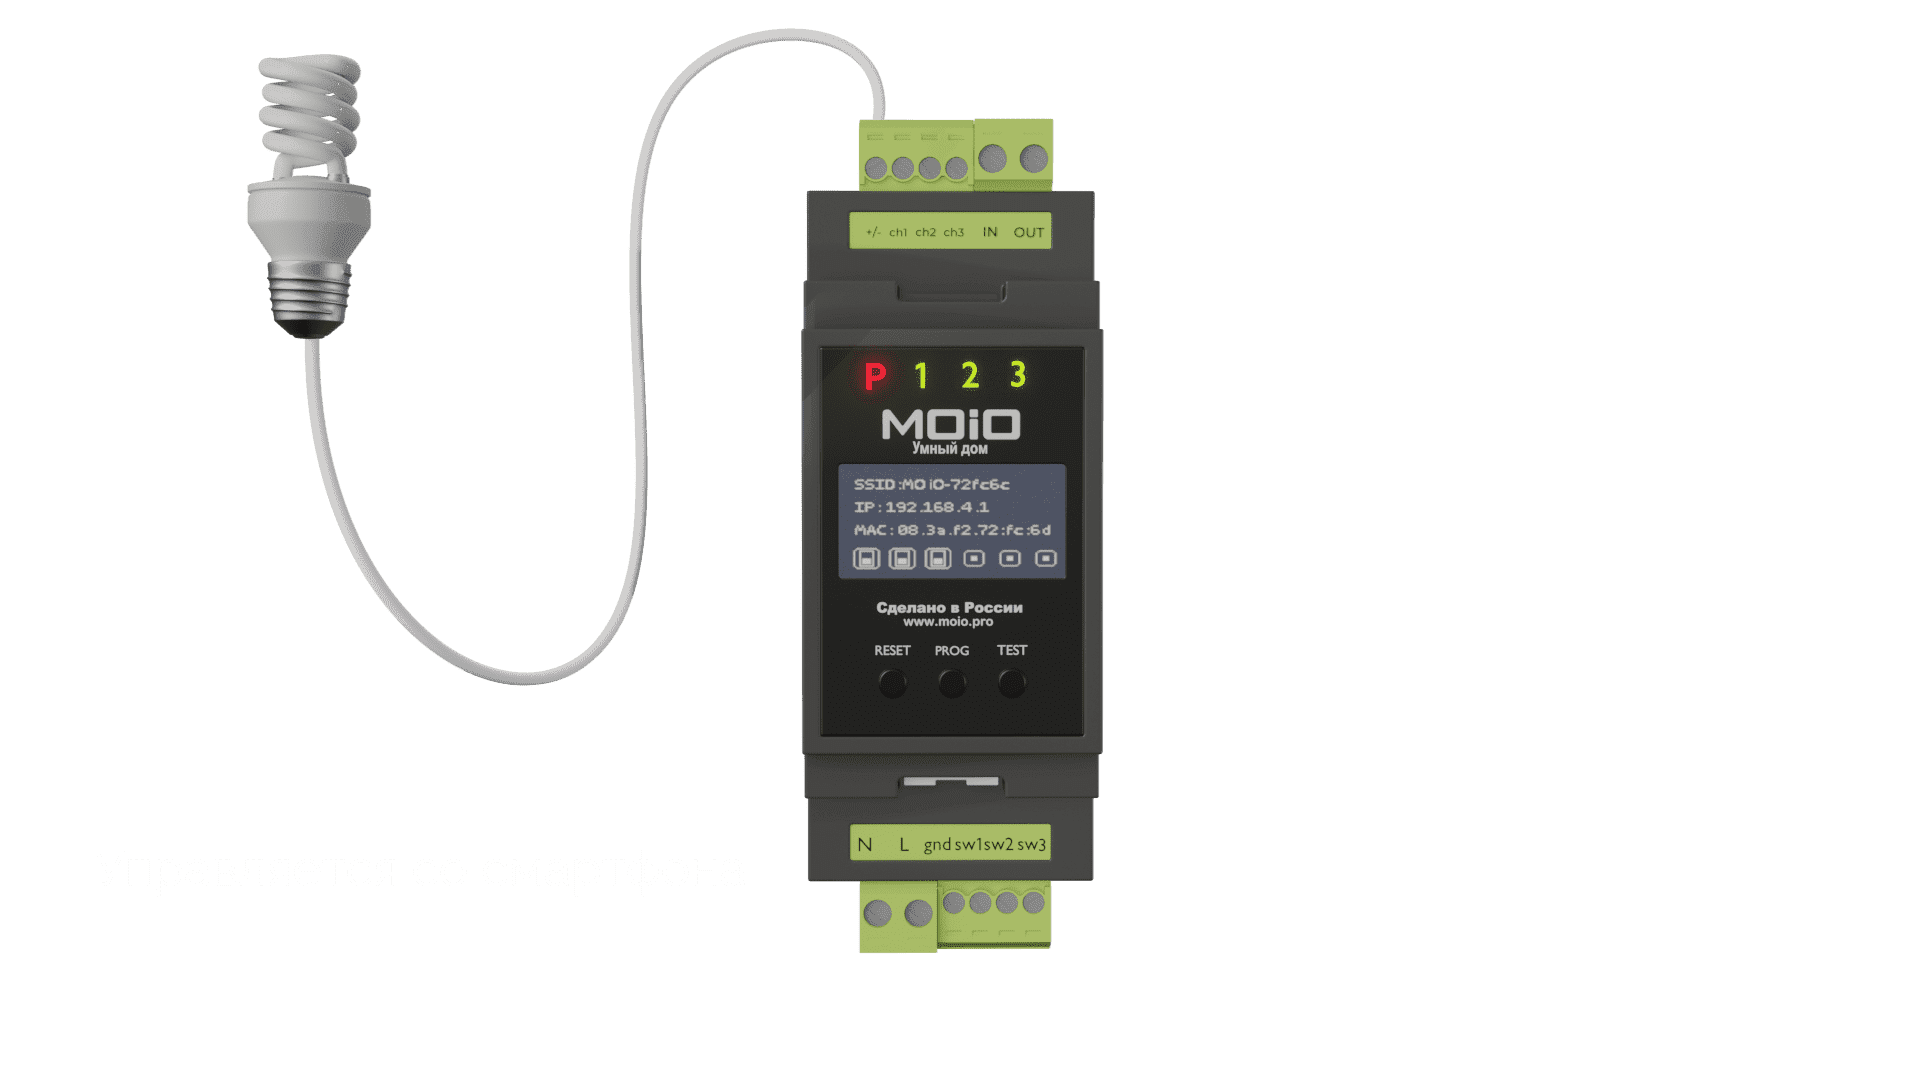 +/- ch1 ch2 ch3 IN OUT
P 1 2 3
MOiO
Умный дом
SSID:MOiO-72fc6c
IP:192.168.4.1
MAC:08.3a.f2.72:fc:6d
Сделано в России
www.moio.pro
RESET PROG TEST
N L gnd sw1 sw2 sw3